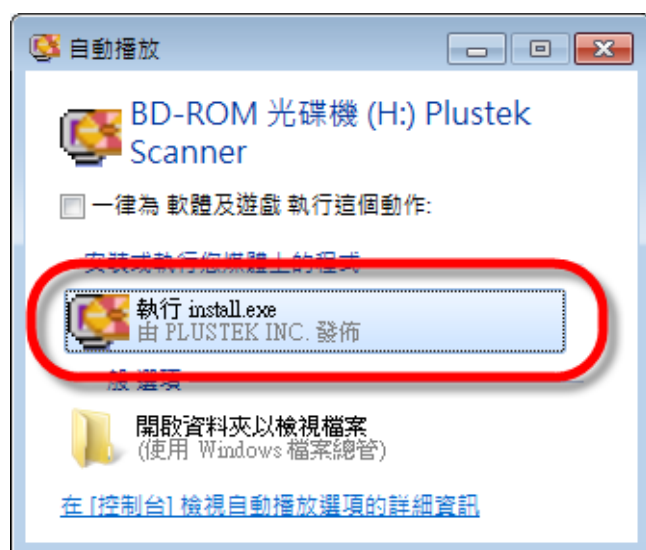 自動播放
BD-ROM 光碟機 (H:) Plustek
Scanner
一律為 軟體及遊戲 執行這個動作:
安裝或執行您媒體上的程式
執行 install.exe
由 PLUSTEK INC. 發佈
一般 選項
開啟資料夾以檢視檔案
(使用 Windows 檔案總管)
在 [控制台] 檢視自動播放選項的詳細資訊